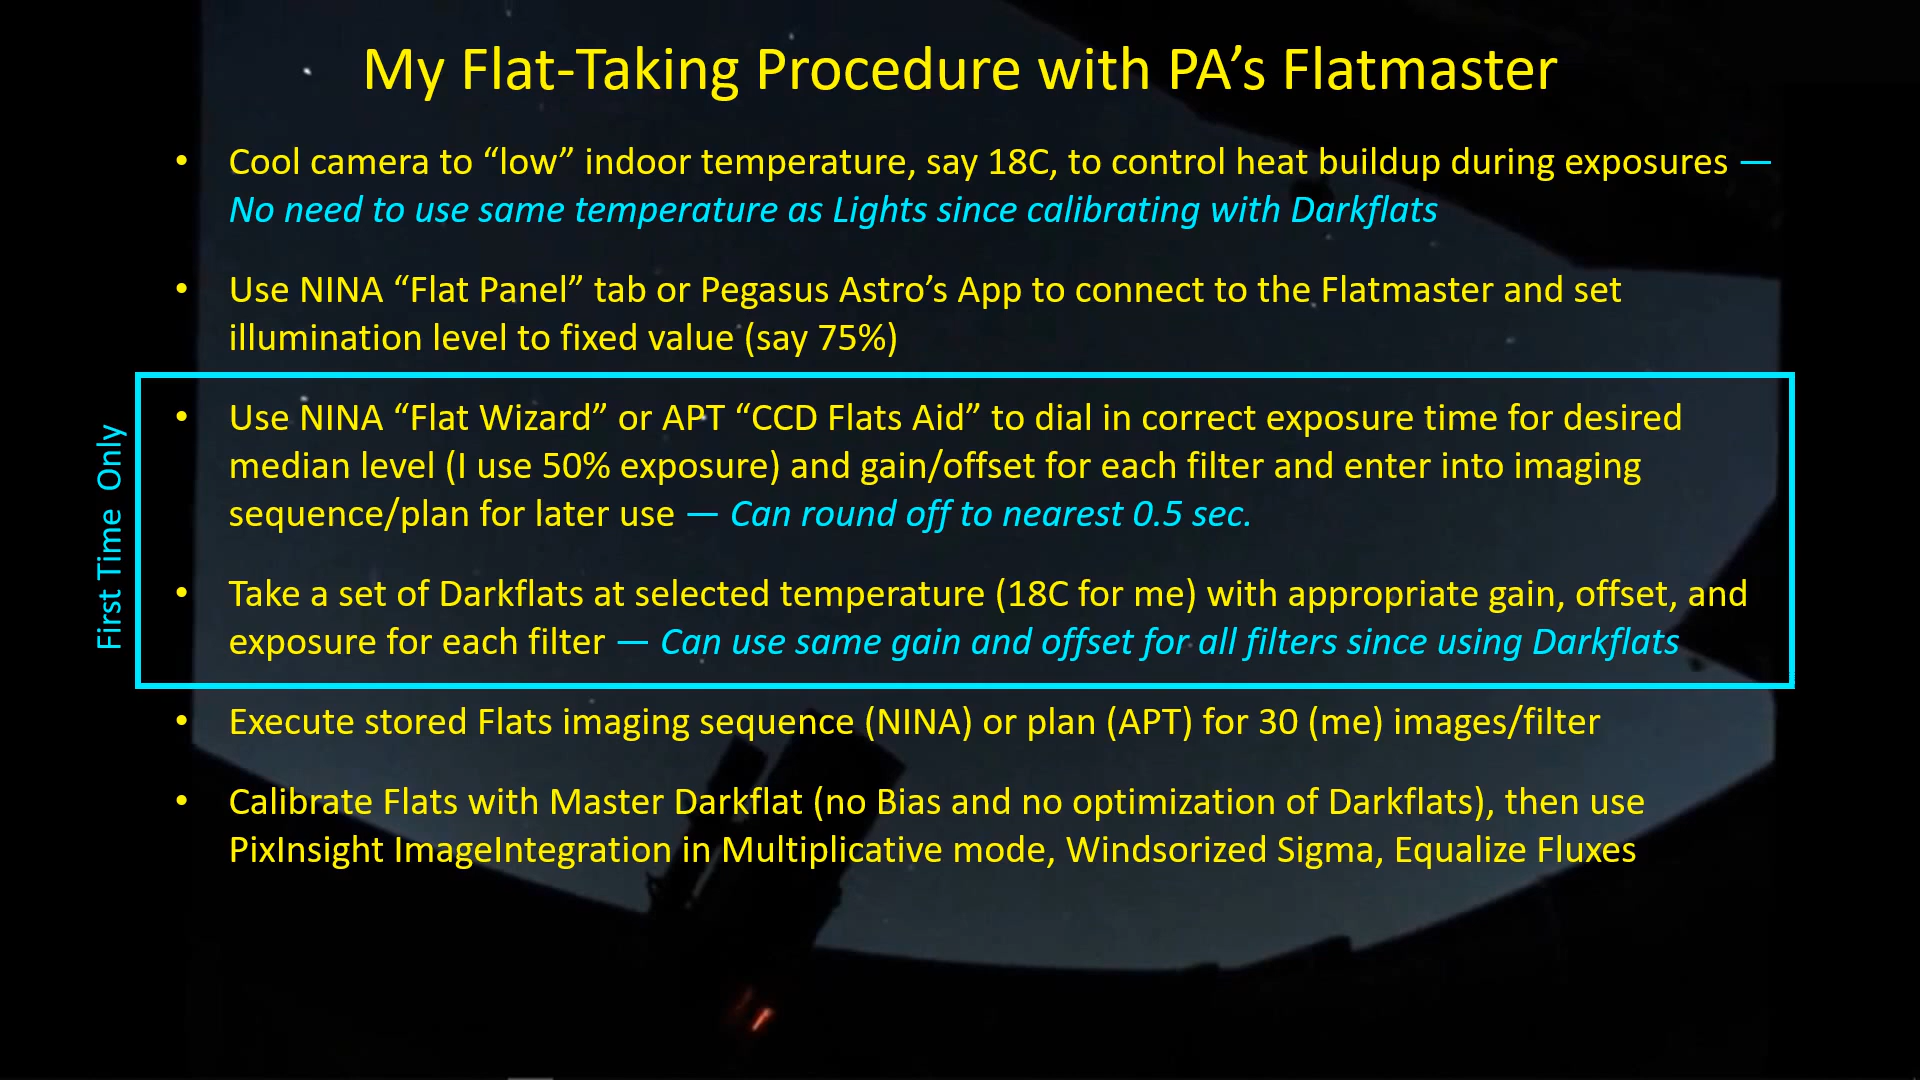 My Flat-Taking Procedure with PA’s Flatmaster
• Cool camera to “low” indoor temperature, say 18C, to control heat buildup during exposures —
No need to use same temperature as Lights since calibrating with Darkflats
• Use NINA “Flat Panel” tab or Pegasus Astro’s App to connect to the Flatmaster and set
illumination level to fixed value (say 75%)
First Time Only
• Use NINA “Flat Wizard” or APT “CCD Flats Aid” to dial in correct exposure time for desired
median level (I use 50% exposure) and gain/offset for each filter and enter into imaging
sequence/plan for later use — Can round off to nearest 0.5 sec.
• Take a set of Darkflats at selected temperature (18C for me) with appropriate gain, offset, and
exposure for each filter — Can use same gain and offset for all filters since using Darkflats
• Execute stored Flats imaging sequence (NINA) or plan (APT) for 30 (me) images/filter
• Calibrate Flats with Master Darkflat (no Bias and no optimization of Darkflats), then use
PixInsight ImageIntegration in Multiplicative mode, Windsorized Sigma, Equalize Fluxes